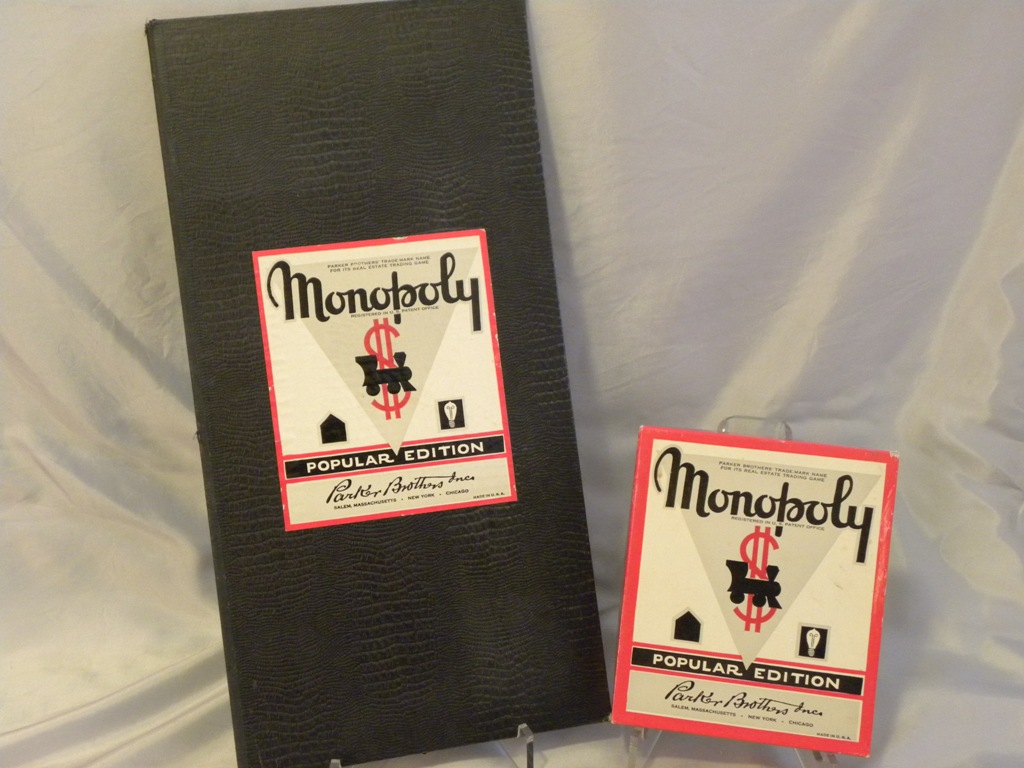 PARKER BROTHERS' TRADE-MARK NAME
FOR ITS REAL ESTATE TRADING GAME
Monopoly
REGISTERED IN U. S. PATENT OFFICE
POPULAR EDITION
Parker Brothers Inc.
SALEM, MASSACHUSETTS • NEW YORK • CHICAGO
MADE IN U.S.A.
PARKER BROTHERS' TRADE-MARK NAME
FOR ITS REAL ESTATE TRADING GAME
Monopoly
REGISTERED IN U. S. PATENT OFFICE
POPULAR EDITION
Parker Brothers Inc.
SALEM, MASSACHUSETTS • NEW YORK • CHICAGO
MADE IN U.S.A.